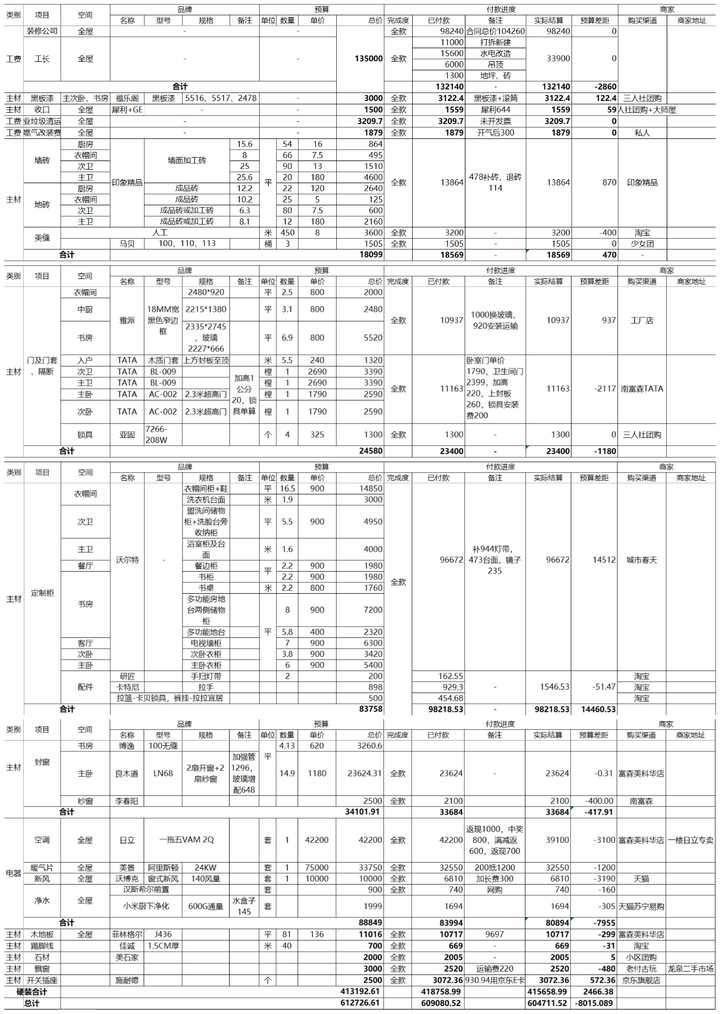 类别 项目 空间 品牌 预算 付款进度 商家
名称 型号 规格 备注 单位 数量 单价 总价 完成度 已付款 备注 实际结算 预算差距 购买渠道 商家地址
工费 装修公司 全屋 - - 135000 全款 98240 合同总价104260 98240 0
工长 全屋 - - 全款 11000 打拆新建 33900 0
15600 水电改造
6000 吊顶
1300 地坪、砖
合计 132140 - 132140 -2860
主材 黑板漆 主次卧、书房 福乐阁 黑板漆 5516、5517、2478 3000 全款 3122.4 黑板漆+滚筒 3122.4 122.4 三人社团购
主材 收口 全屋 犀利+GE 1500 全款 1559 犀利644 1559 59 人社团购+大师屋
工费 业垃圾清运 - 3209.7 全款 3209.7 未开发票 3209.7 0
工费 燃气改装费 - 1879 全款 1879 开气后300 1879 0 私人
主材 墙砖 厨房 印象精品 墙面加工砖 15.6 平 54 16 864 全款 13864 478补砖，退砖114 13864 870 印象精品
衣帽间 8 66 7.5 495
次卫 25 90 13 1510
主卫 25.6 20 180 4600
地砖 厨房 成品砖 12.2 22 120 2640
衣帽间 成品砖 10.2 25 5 125
次卫 成品砖或加工砖 6.3 80 7.5 600
主卫 成品砖或加工砖 8.1 12 180 2160
美缝 人工 米 450 8 3600 全款 3200 - 3200 -400 淘宝
马贝 100、110、113 桶 3 1505 全款 1505 - 1505 0 少女团
合计 18099 18569 - 18569 470 -
类别 项目 空间 品牌 预算 付款进度 商家
名称 型号 规格 备注 单位 数量 单价 总价 完成度 已付款 备注 实际结算 预算差距 购买渠道 商家地址
主材 门及门套、隔断 衣帽间 雅派 18MM宽黑色窄边框 2480*920 平 2.5 800 2000 全款 10937 1000换玻璃，920安装运输 10937 937 工厂店
中厨 2215*1380 平 3.1 800 2480
书房 2335*2745，玻璃2227*666 平 6.9 800 5520
入户 TATA 木质门套 上方封板至顶 米 5.5 240 1320 全款 11163 卧室门单价1790，卫生间门2399，加高220，上封板260，锁具安装费200 11163 -2117 南富森TATA
次卫 TATA BL-009 加高1公分20，锁具单算 樘 1 2690 3390
主卫 TATA BL-009 樘 1 2690 3390
主卧 TATA AC-002 2.3米超高门 樘 1 1790 2590
次卧 TATA AC-002 2.3米超高门 樘 1 1790 2590
锁具 亚固 7266-208W 个 4 325 1300 全款 1300 - 1300 0 三人社团购
合计 24580 23400 - 23400 -1180
类别 项目 空间 品牌 预算 付款进度 商家
名称 型号 规格 备注 单位 数量 单价 总价 完成度 已付款 备注 实际结算 预算差距 购买渠道 商家地址
主材 定制柜 衣帽间 沃尔特 - 衣帽间柜+鞋 平 16.5 900 14850 全款 96672 补944灯带，473台面，镜子235 96672 14512 城市春天
洗衣机台面 米 1.9 3000
次卫 盥洗间储物柜+洗脸台旁收纳柜 平 5.5 900 4950
主卫 浴室柜及台面 米 1.6 4000
餐厅 餐边柜 平 2.2 900 1980
书房 书柜 2.2 900 1980
书桌 米 2.2 800 1760
多功能房地台两侧储物柜 平 8 900 7200
多功能地台 5.8 400 2320
客厅 电视墙柜 7 900 6300
次卧 次卧衣柜 3.8 900 3420
主卧 主卧衣柜 6 900 5400
配件 研匠 手扫灯带 2 200 162.55 - 1546.53 -51.47 淘宝
卡特尼 拉手 898 929.3 淘宝
拉篮-卡贝锁具，裤挂-拉拉宜居 500 454.68 淘宝
合计 83758 98218.53 - 98218.53 14460.53
类别 项目 空间 品牌 预算 付款进度 商家
名称 型号 规格 备注 单位 数量 单价 总价 完成度 已付款 备注 实际结算 预算差距 购买渠道 商家地址
主材 封窗 书房 博逸 100无缝 平 4.13 620 3260.6
主卧 良木道 LN68 2扇开窗+2扇纱窗 加强管1296，玻璃增配648 14.9 1180 23624.31 全款 23624 - 23624 -0.31 富森美科华店
纱窗 李春阳 2500 全款 2100 2100 -400.00 南富森
合计 34101.91 33684 33684 -417.91
电器 空调 全屋 日立 一拖五VAM 2Q 套 1 42200 42200 全款 42200 返现1000，中奖800，满减返600，返现700 39100 -3100 富森美科华店 一楼日立专卖
暖气片 全屋 美景 阿里斯顿 24KW 套 1 75000 33750 全款 32550 200抵1200 32550 -1200
新风 全屋 沃博克 窗式新风 140风量 套 1 10000 10000 全款 6810 加长费300 6810 -3190 天猫
净水 全屋 汉斯希尔前置 套 900 全款 740 网购 740 -160
小米厨下净化 600G通量 水盒子145 套 1999 1694 1694 -305 天猫苏宁易购
合计 88849 83994 80894 -7955
主材 木地板 全屋 菲林格尔 J436 平 81 136 11016 全款 10717 9697 10717 -299 富森美科华店
主材 踢脚线 佳诚 1.5CM厚 米 40 700 全款 669 - 669 -31 淘宝
主材 石材 美石家 2000 全款 2005 - 2005 5 小区团购
主材 飘窗 3000 全款 2520 运输费220 2520 -480 老付古玩 龙泉二手市场
主材 开关插座 施耐德 个 2500 全款 3072.36 930.94用京东E卡 3072.36 572.36 京东旗舰店
硬装合计 413192.61 418758.99 415658.99 2466.38
总计 612726.61 609080.52 604711.52 -8015.089